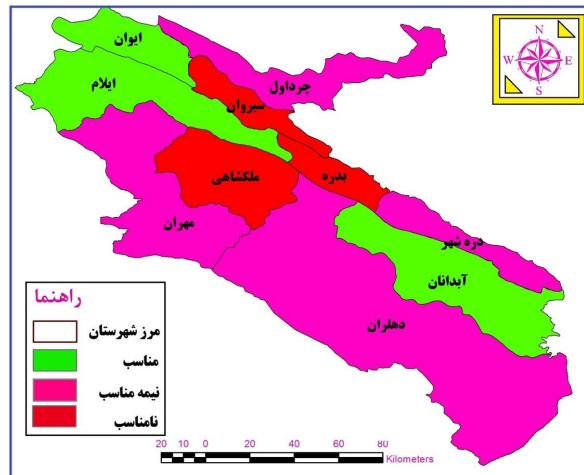 ایوان
ایلام
چرداول
سیروان
بدره
ملکشاهی
مهران
دره شهر
آبدانان
دهلران
N
W
E
S
راهنما
مرز شهرستان
مناسب
نیمه مناسب
نامناسب
20 10 0 20 40 60 80
Kilometers